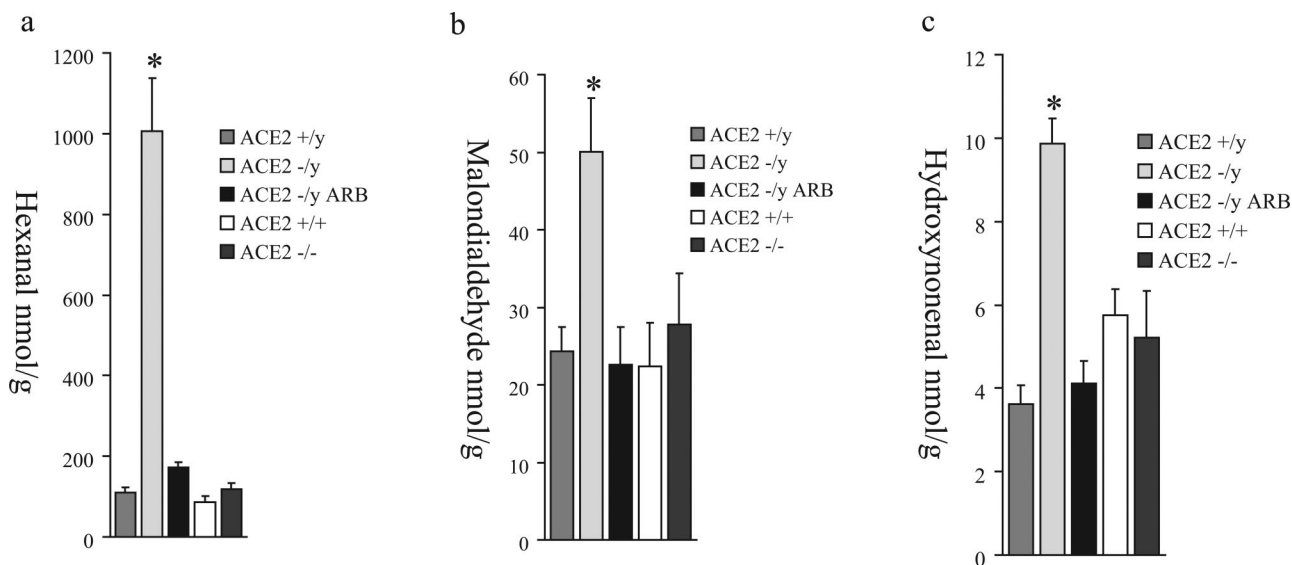 a
Hexanal nmol/g
1200
1000
800
600
400
200
0
*
ACE2 +/y
ACE2 -/y
ACE2 -/y ARB
ACE2 +/+
ACE2 -/-
b
Malondialdehyde nmol/g
60
50
40
30
20
10
0
*
ACE2 +/y
ACE2 -/y
ACE2 -/y ARB
ACE2 +/+
ACE2 -/-
c
Hydroxynonenal nmol/g
12
10
8
6
4
2
0
*
ACE2 +/y
ACE2 -/y
ACE2 -/y ARB
ACE2 +/+
ACE2 -/-